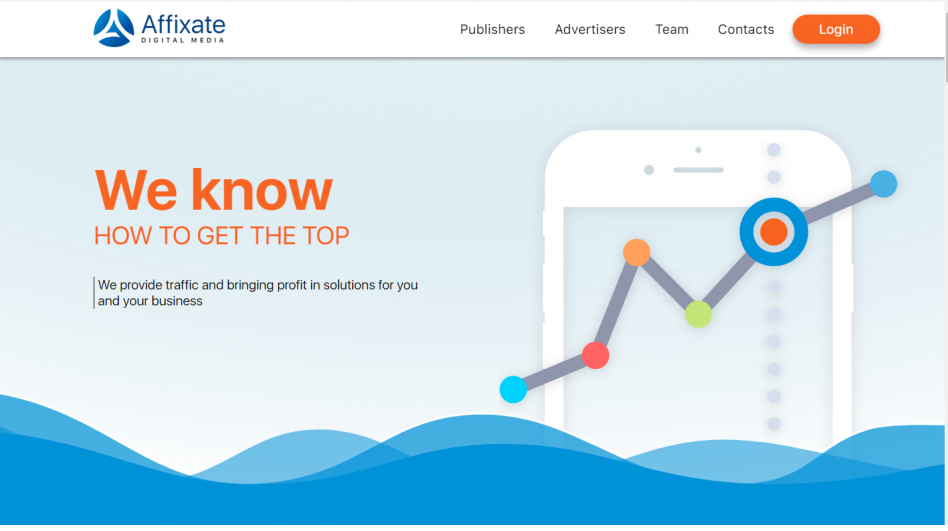 Affixate
DIGITAL MEDIA
Publishers
Advertisers
Team
Contacts
Login
We know
HOW TO GET THE TOP
We provide traffic and bringing profit in solutions for you
and your business